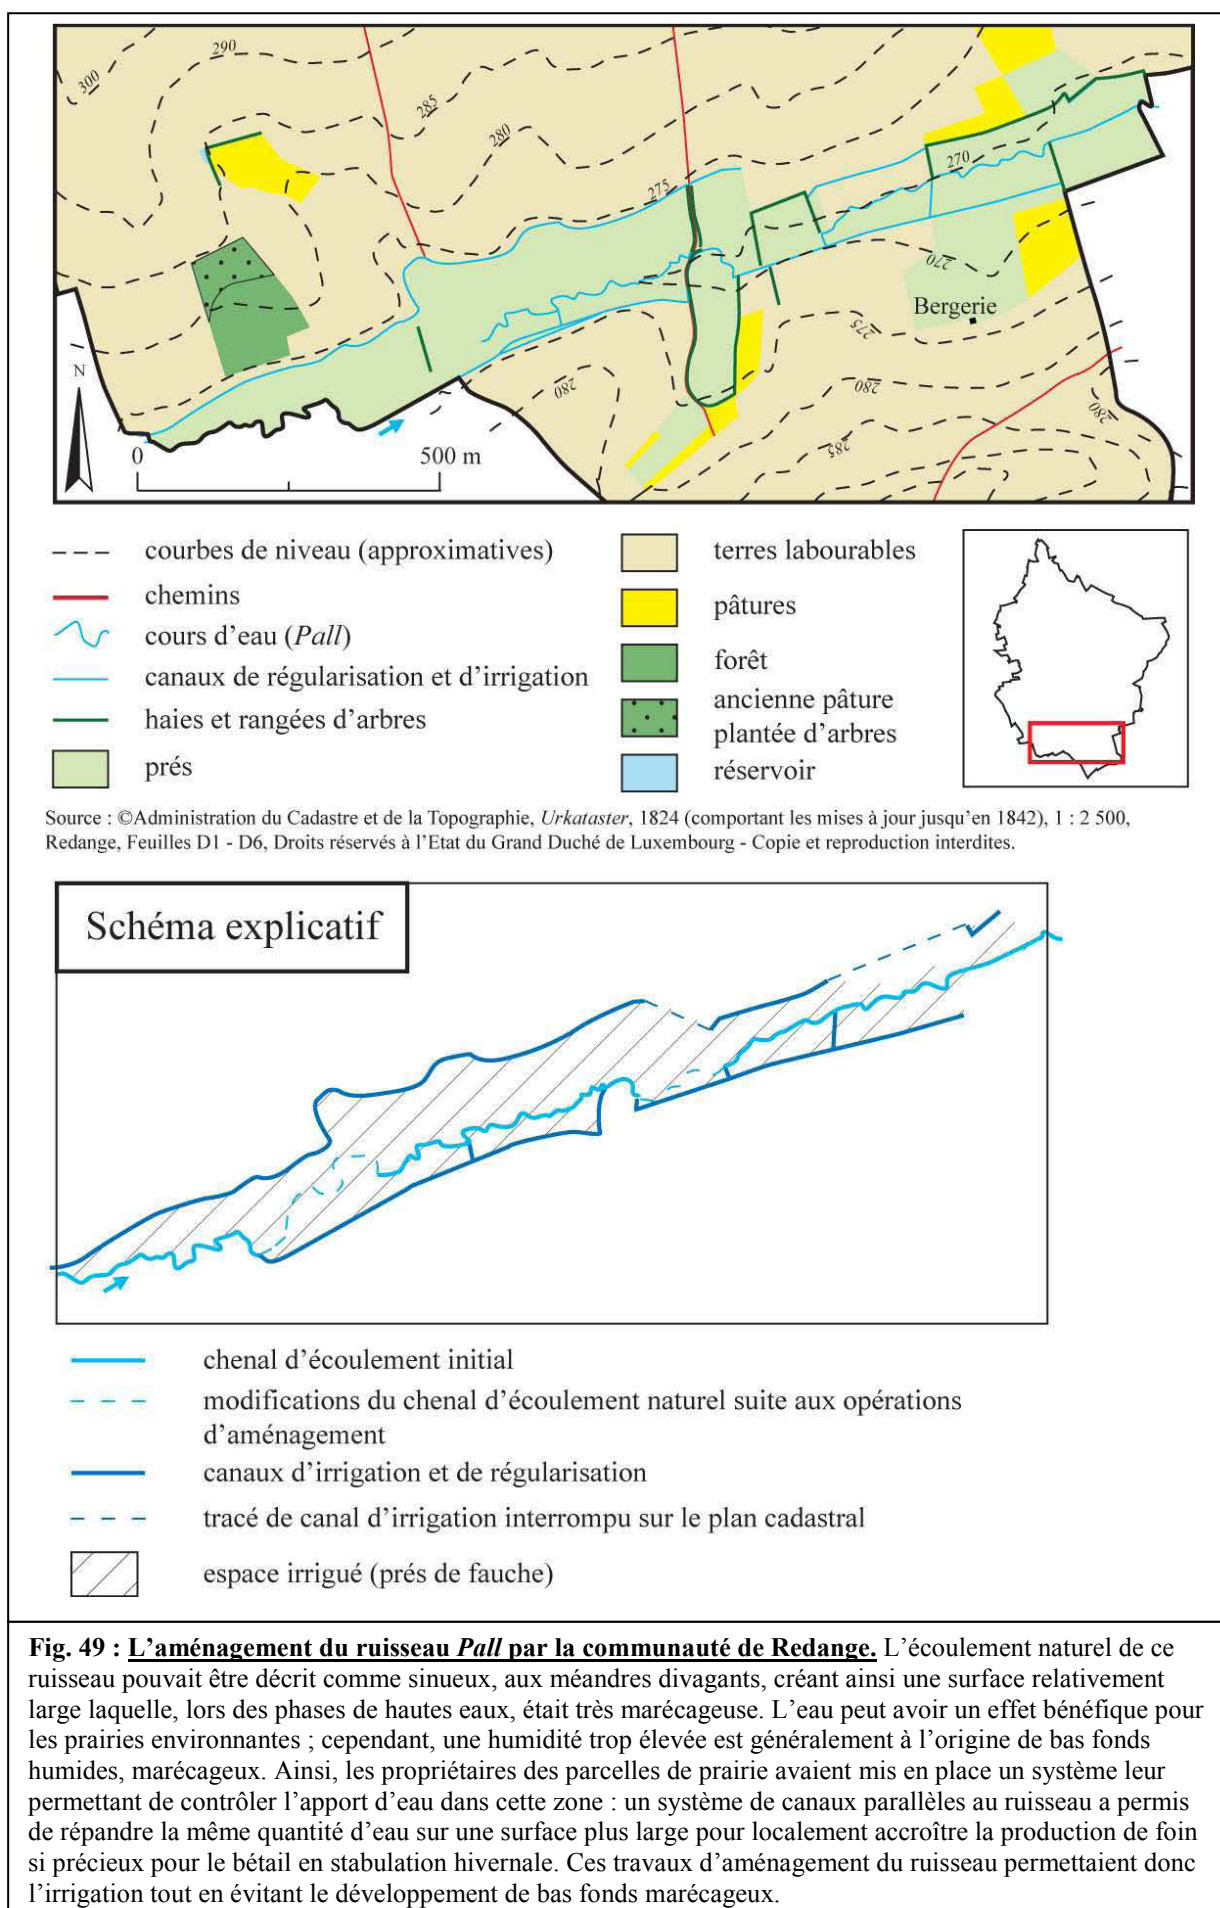 290
300
285
280
275
270
270
Bergerie
275
280
280
280
285
N
0 500 m
courbes de niveau (approximatives)
chemins
cours d'eau (Pall)
canaux de régularisation et d'irrigation
haies et rangées d'arbres
prés
terres labourables
pâtures
forêt
ancienne pâture
plantée d'arbres
réservoir
Source : ©Administration du Cadastre et de la Topographie, Urkataster, 1824 (comportant les mises à jour jusqu'en 1842), 1 : 2 500,
Redange, Feuilles D1 - D6, Droits réservés à l'Etat du Grand Duché de Luxembourg - Copie et reproduction interdites.
Schéma explicatif
chenal d'écoulement initial
modifications du chenal d'écoulement naturel suite aux opérations
d'aménagement
canaux d'irrigation et de régularisation
tracé de canal d'irrigation interrompu sur le plan cadastral
espace irrigué (prés de fauche)
Fig. 49 : L'aménagement du ruisseau Pall par la communauté de Redange. L'écoulement naturel de ce
ruisseau pouvait être décrit comme sinueux, aux méandres divagants, créant ainsi une surface relativement
large laquelle, lors des phases de hautes eaux, était très marécageuse. L'eau peut avoir un effet bénéfique pour
les prairies environnantes ; cependant, une humidité trop élevée est généralement à l'origine de bas fonds
humides, marécageux. Ainsi, les propriétaires des parcelles de prairie avaient mis en place un système leur
permettant de contrôler l'apport d'eau dans cette zone : un système de canaux parallèles au ruisseau a permis
de répandre la même quantité d'eau sur une surface plus large pour localement accroître la production de foin
si précieux pour le bétail en stabulation hivernale. Ces travaux d'aménagement du ruisseau permettaient donc
l'irrigation tout en évitant le développement de bas fonds marécageux.